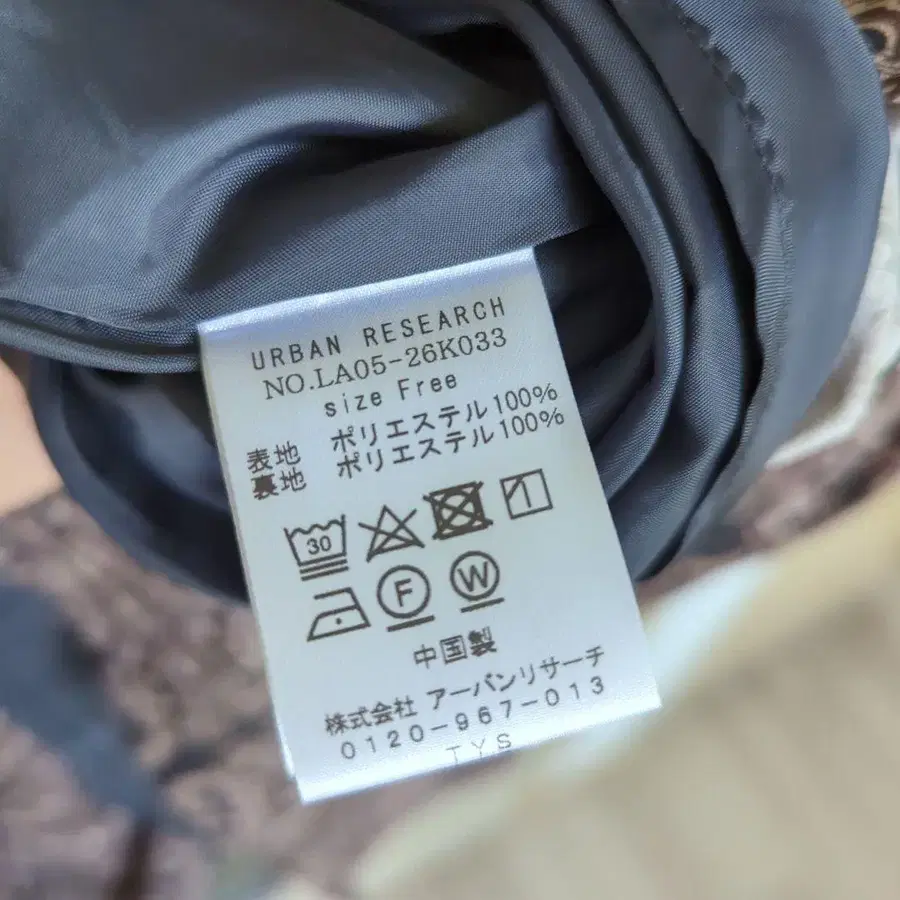 URBAN RESEARCH
NO.LA05-26K033
size Free
表地 ポリエステル100%
裏地 ポリエステル100%
30
F W
中国製
株式会社 アーバンリサーチ
0120-967-013
TYS